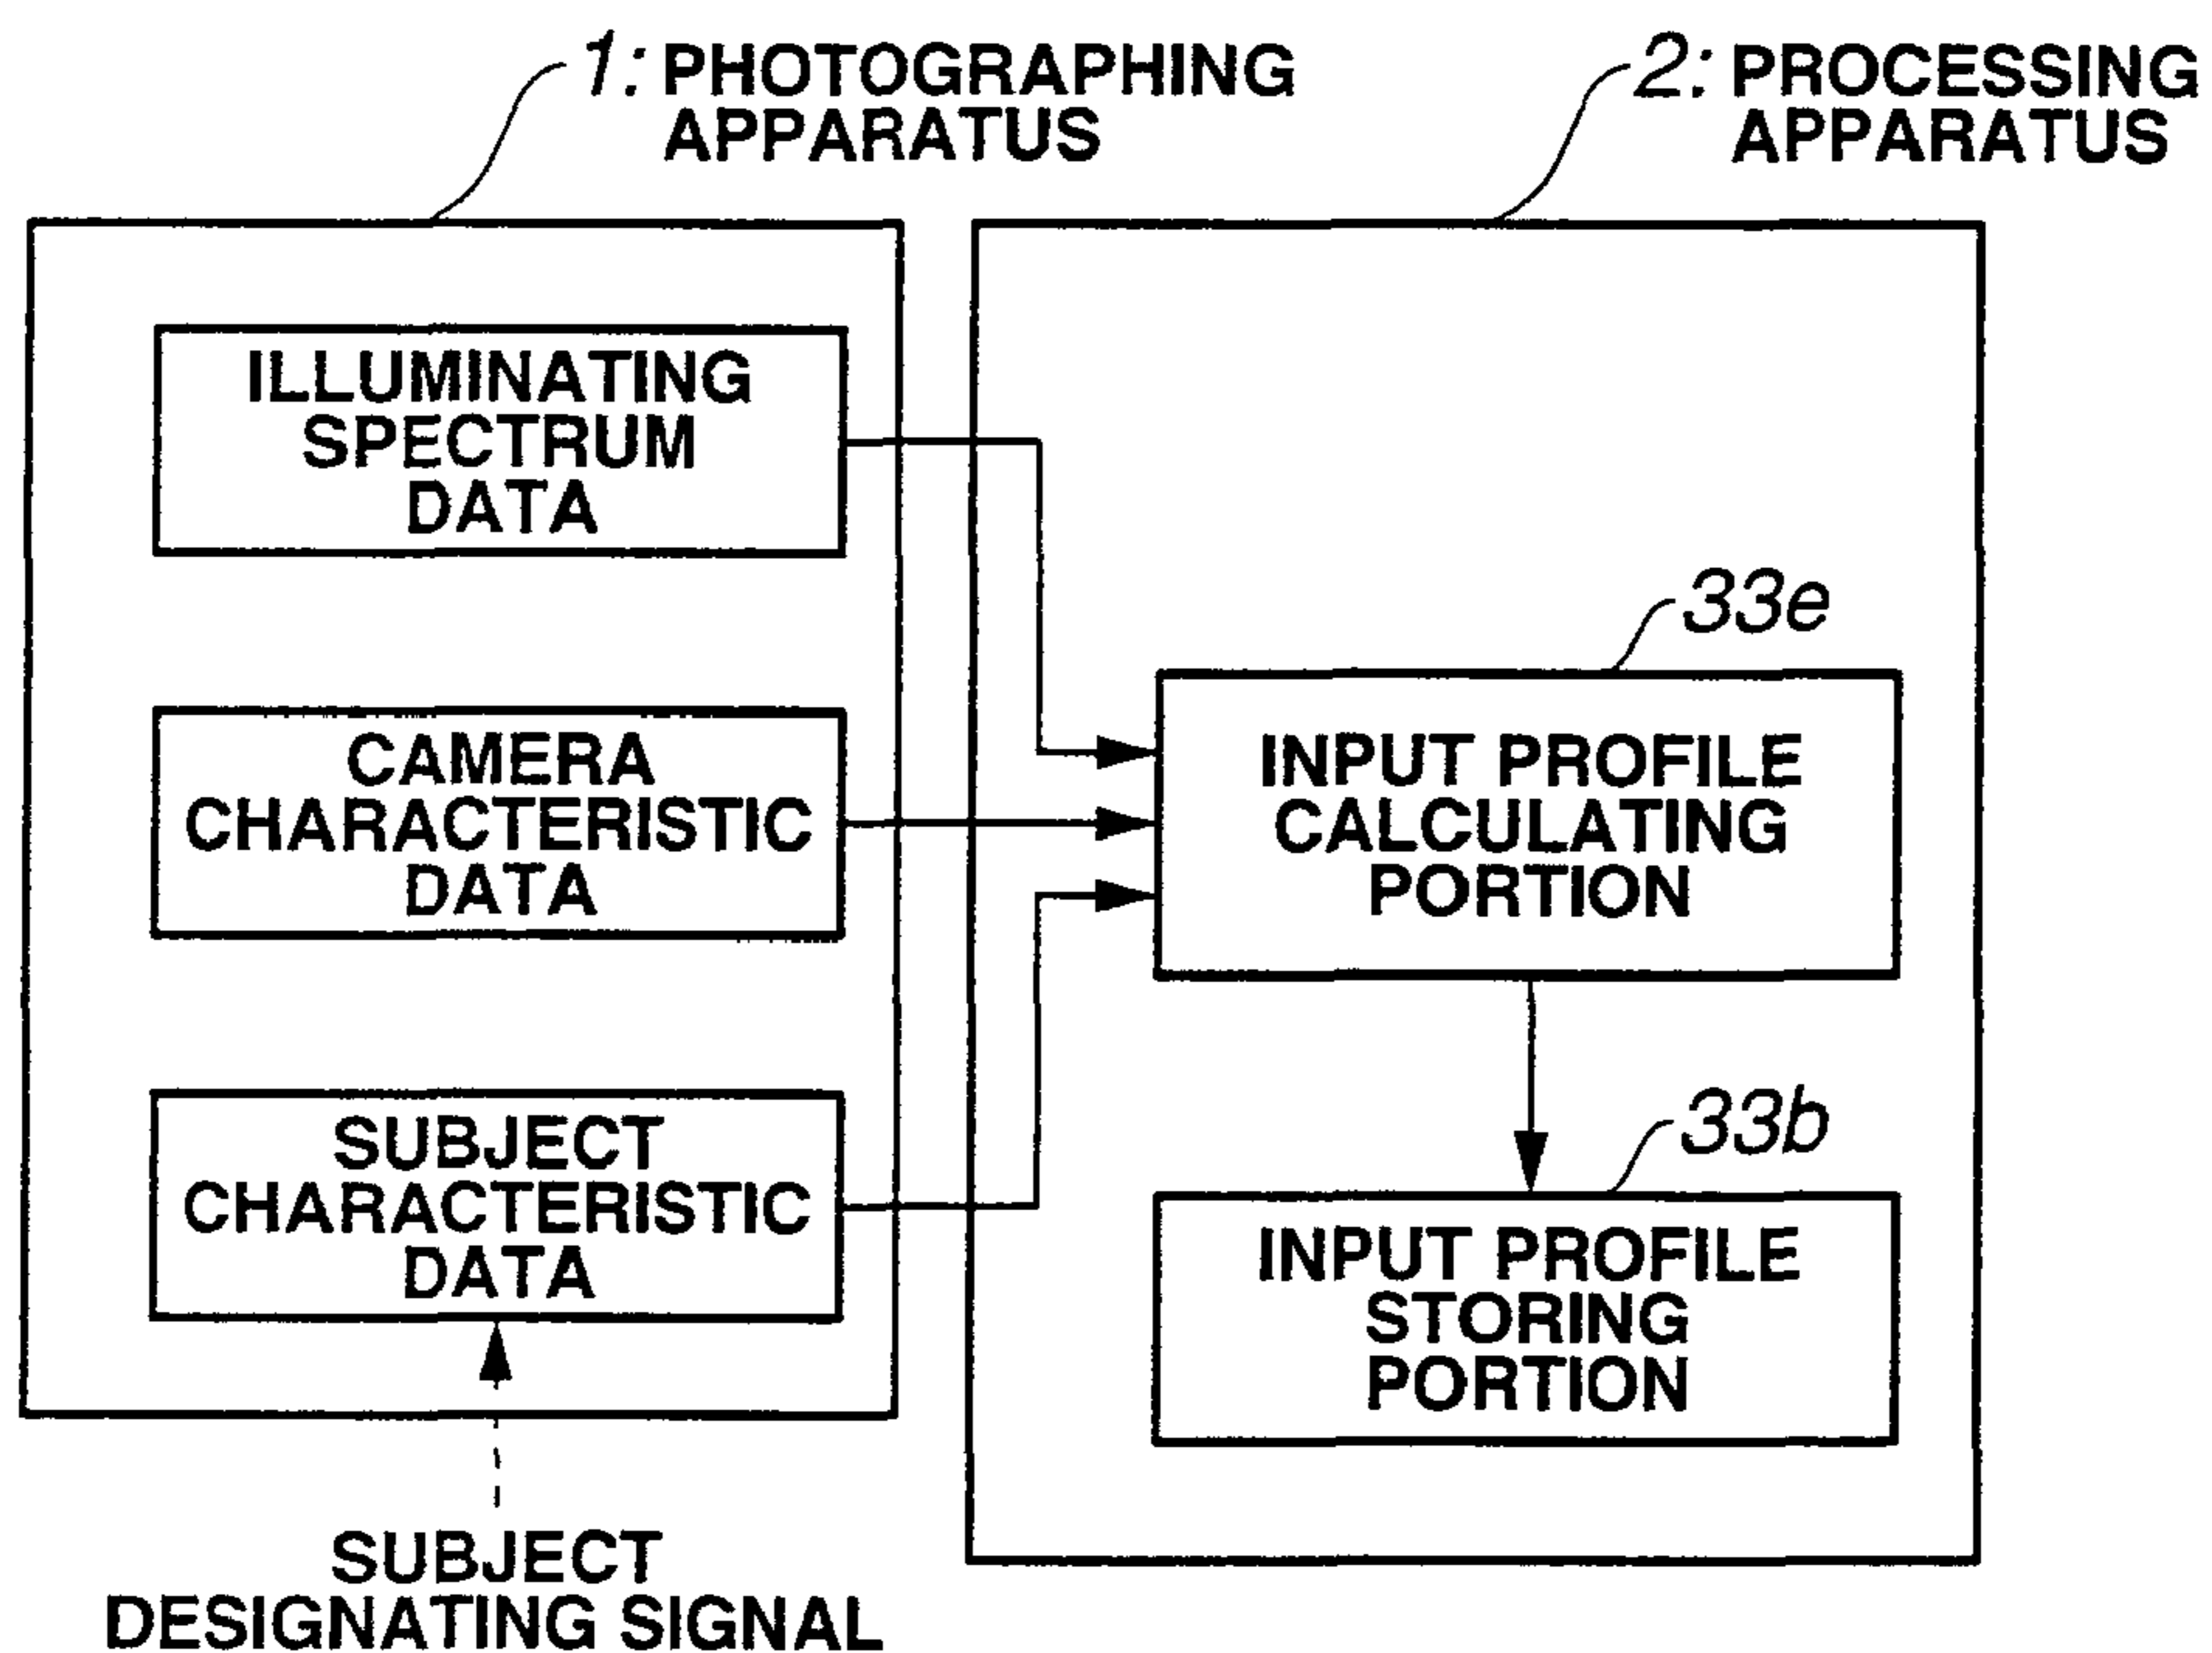 1: PHOTOGRAPHING
APPARATUS
2: PROCESSING
APPARATUS
ILLUMINATING
SPECTRUM
DATA
CAMERA
CHARACTERISTIC
DATA
SUBJECT
CHARACTERISTIC
DATA
SUBJECT
DESIGNATING SIGNAL
33e
INPUT PROFILE
CALCULATING
PORTION
33b
INPUT PROFILE
STORING
PORTION